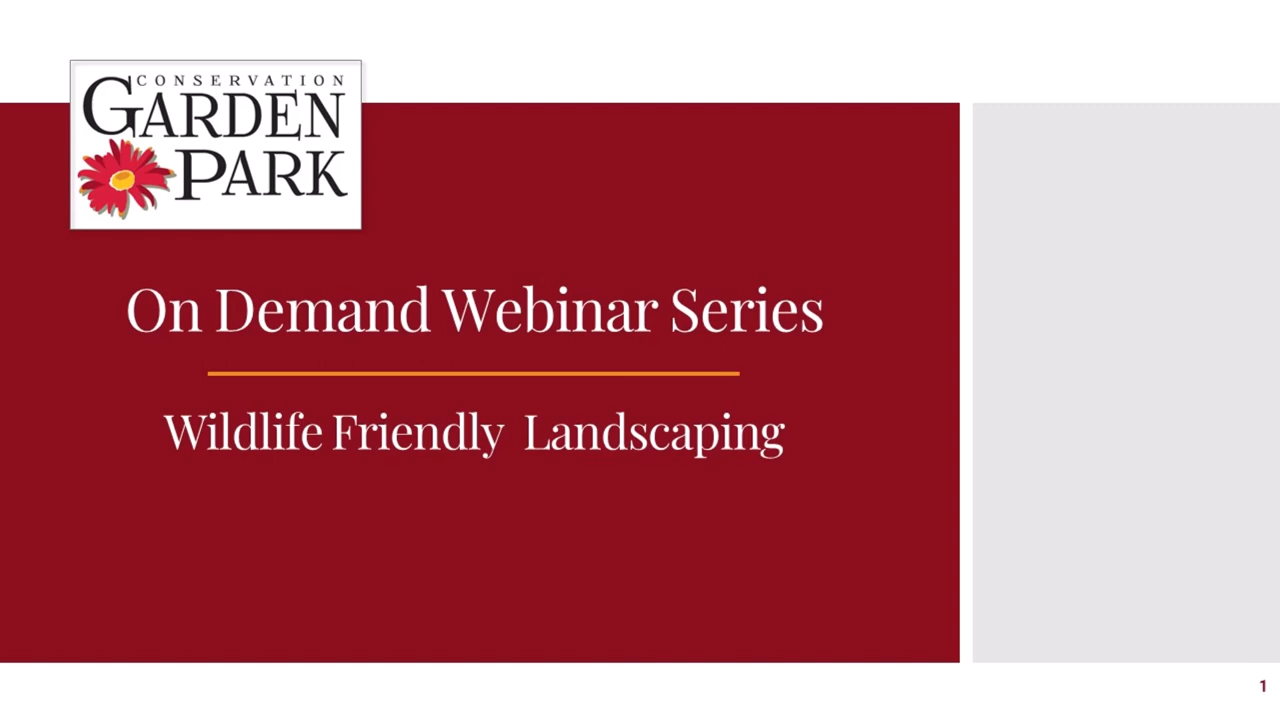 CONSERVATION
GARDEN
PARK
On Demand Webinar Series
Wildlife Friendly Landscaping
1